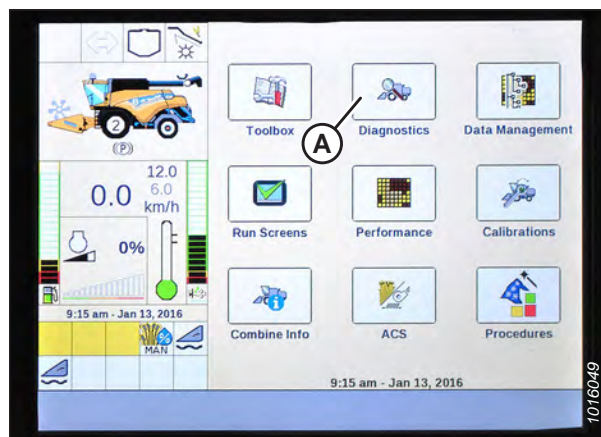 2
(P)
12.0
6.0
0.0
km/h
0%
9:15 am - Jan 13, 2016
MAN
%
Toolbox
Diagnostics
Data Management
A
Run Screens
Performance
Calibrations
Combine Info
ACS
Procedures
9:15 am - Jan 13, 2016
1016049